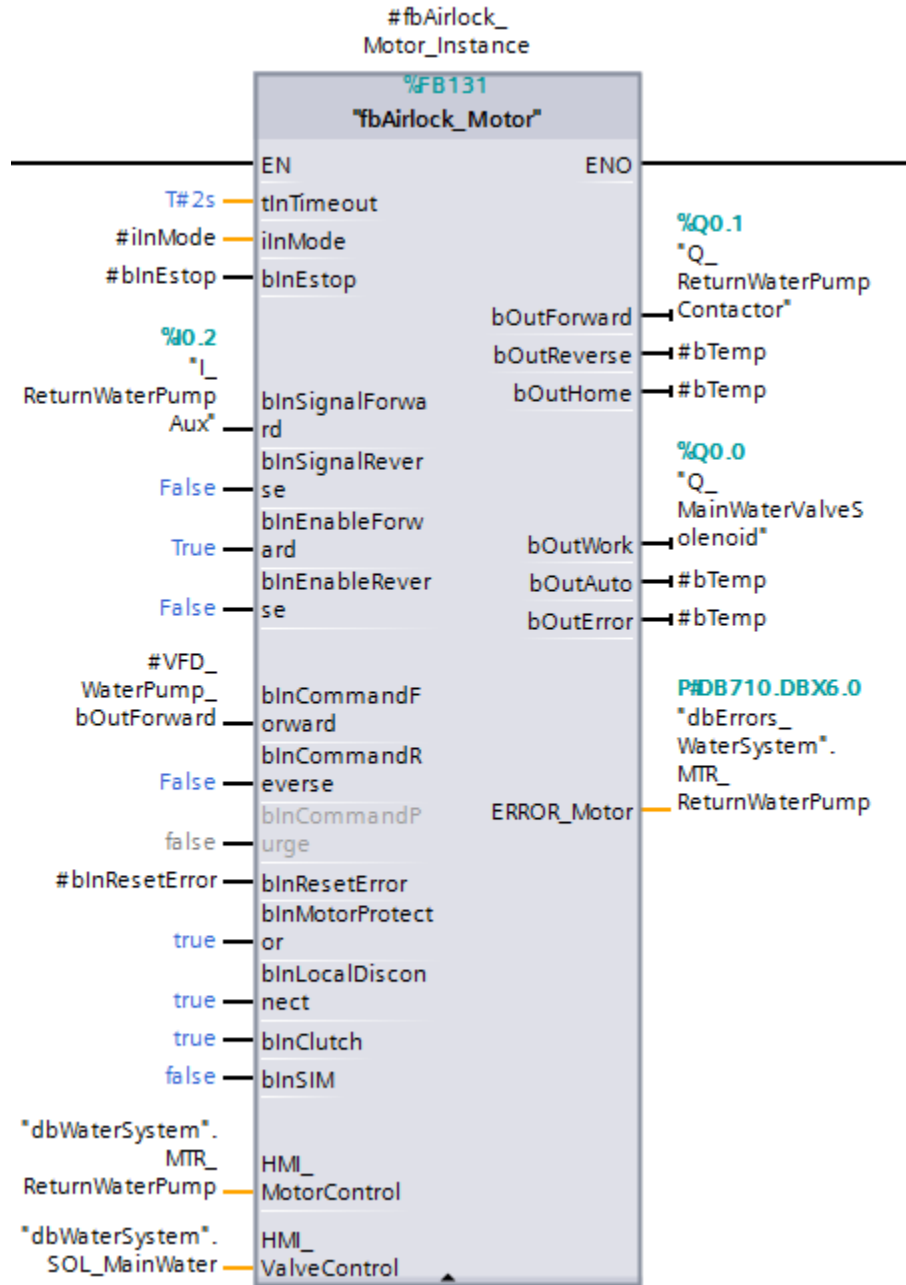 #fbAirlock_
Motor_Instance
%FB131
"fbAirlock_Motor"
EN
ENO
T#2s
tInTimeout
#iInMode
iInMode
#bInEstop
bInEstop
%Q0.1
"Q_
ReturnWaterPump
Contactor"
bOutForward
bOutReverse
#bTemp
bOutHome
#bTemp
%I0.2
"I_
ReturnWaterPump
Aux"
bInSignalForwa
rd
bInSignalRever
se
False
bInEnableForw
ard
True
bInEnableRever
se
False
%Q0.0
"Q_
MainWaterValveS
olenoid"
bOutWork
bOutAuto
#bTemp
bOutError
#bTemp
#VFD_
WaterPump_
bOutForward
bInCommandF
orward
bInCommandR
everse
False
bInCommandP
urge
false
P#DB710.DBX6.0
"dbErrors_
WaterSystem".
MTR_
ReturnWaterPump
ERROR_Motor
#bInResetError
bInResetError
bInMotorProtect
or
true
bInLocalDiscon
nect
true
true
bInClutch
false
bInSIM
"dbWaterSystem".
MTR_
ReturnWaterPump
HMI_
MotorControl
"dbWaterSystem".
SOL_MainWater
HMI_
ValveControl